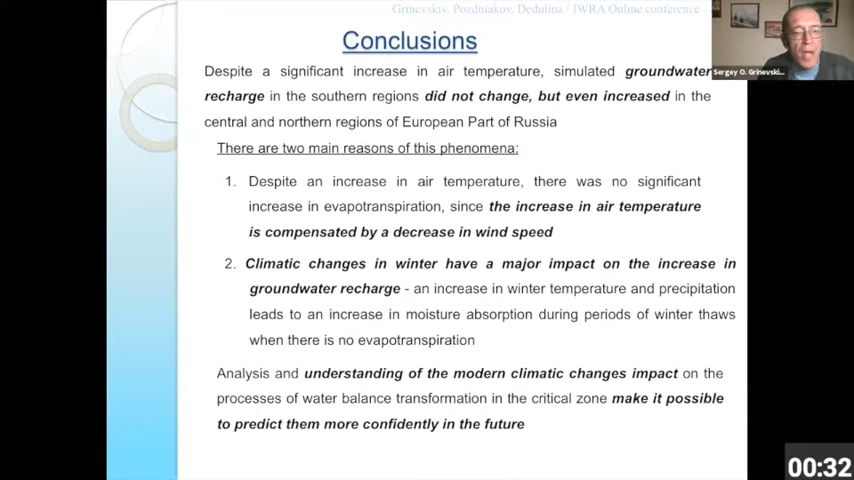 Grinevskiy, Pozdniakov, Dedulina / IWRA Online conference -
Conclusions
Despite a significant increase in air temperature, simulated groundwater
recharge in the southern regions did not change, but even increased in the
central and northern regions of European Part of Russia
There are two main reasons of this phenomena:
1. Despite an increase in air temperature, there was no significant
increase in evapotranspiration, since the increase in air temperature
is compensated by a decrease in wind speed
2. Climatic changes in winter have a major impact on the increase in
groundwater recharge - an increase in winter temperature and precipitation
leads to an increase in moisture absorption during periods of winter thaws
when there is no evapotranspiration
Analysis and understanding of the modern climatic changes impact on the
processes of water balance transformation in the critical zone make it possible
to predict them more confidently in the future
Sergey O. Grinevski...
00:32